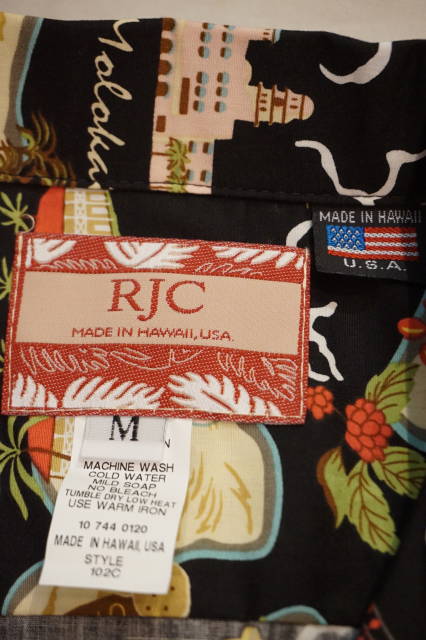 Moloka
MADE IN HAWAII
U.S.A.
RJC
MADE IN HAWAII, USA.
M
N
MACHINE WASH
COLD WATER
MILD SOAP
NO BLEACH
TUMBLE DRY LOW HEAT
USE WARM IRON
10 744 0120
MADE IN HAWAII, USA
STYLE
102C